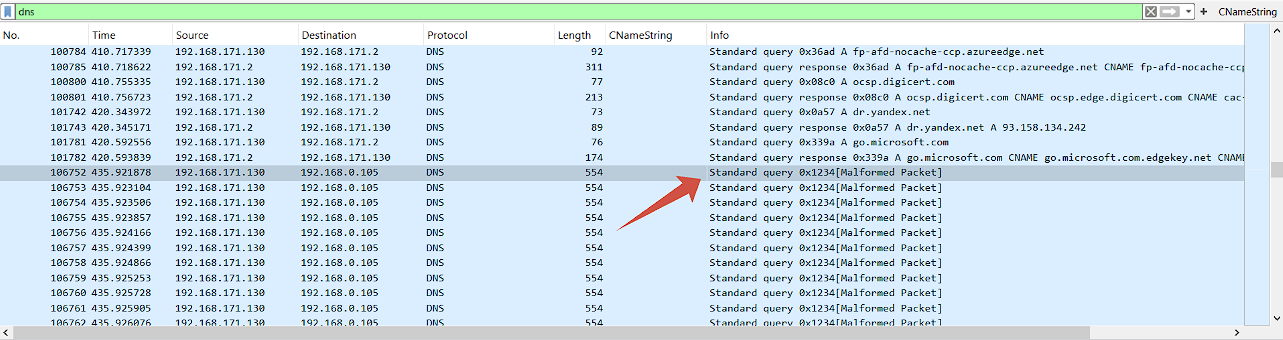 dns + CNameString
No. Time Source Destination Protocol Length CNameString Info
100784 410.717339 192.168.171.130 192.168.171.2 DNS 92 Standard query 0x36ad A fp-afd-nocache-ccp.azureedge.net
100785 410.718622 192.168.171.2 192.168.171.130 DNS 311 Standard query response 0x36ad A fp-afd-nocache-ccp.azureedge.net CNAME fp-afd-nocache-ccp
100800 410.755335 192.168.171.130 192.168.171.2 DNS 77 Standard query 0x08c0 A ocsp.digicert.com
100801 410.756723 192.168.171.2 192.168.171.130 DNS 213 Standard query response 0x08c0 A ocsp.digicert.com CNAME ocsp.edge.digicert.com CNAME cac-
101742 420.343972 192.168.171.130 192.168.171.2 DNS 73 Standard query 0x0a57 A dr.yandex.net
101743 420.345171 192.168.171.2 192.168.171.130 DNS 89 Standard query response 0x0a57 A dr.yandex.net A 93.158.134.242
101781 420.592556 192.168.171.130 192.168.171.2 DNS 76 Standard query 0x339a A go.microsoft.com
101782 420.593839 192.168.171.2 192.168.171.130 DNS 174 Standard query response 0x339a A go.microsoft.com CNAME go.microsoft.com.edgekey.net CNAME
106752 435.921878 192.168.171.130 192.168.0.105 DNS 554 Standard query 0x1234[Malformed Packet]
106753 435.923104 192.168.171.130 192.168.0.105 DNS 554 Standard query 0x1234[Malformed Packet]
106754 435.923506 192.168.171.130 192.168.0.105 DNS 554 Standard query 0x1234[Malformed Packet]
106755 435.923857 192.168.171.130 192.168.0.105 DNS 554 Standard query 0x1234[Malformed Packet]
106756 435.924166 192.168.171.130 192.168.0.105 DNS 554 Standard query 0x1234[Malformed Packet]
106757 435.924399 192.168.171.130 192.168.0.105 DNS 554 Standard query 0x1234[Malformed Packet]
106758 435.924866 192.168.171.130 192.168.0.105 DNS 554 Standard query 0x1234[Malformed Packet]
106759 435.925253 192.168.171.130 192.168.0.105 DNS 554 Standard query 0x1234[Malformed Packet]
106760 435.925728 192.168.171.130 192.168.0.105 DNS 554 Standard query 0x1234[Malformed Packet]
106761 435.925905 192.168.171.130 192.168.0.105 DNS 554 Standard query 0x1234[Malformed Packet]
106762 435.926076 192.168.171.130 192.168.0.105 DNS 554 Standard query 0x1234[Malformed Packet]